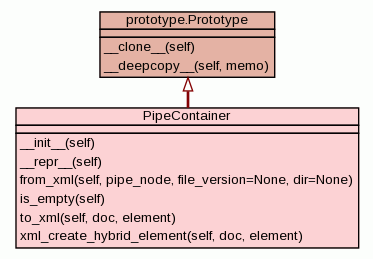 prototype.Prototype
__clone__(self)
__deepcopy__(self, memo)
PipeContainer
__init__(self)
__repr__(self)
from_xml(self, pipe_node, file_version=None, dir=None)
is_empty(self)
to_xml(self, doc, element)
xml_create_hybrid_element(self, doc, element)